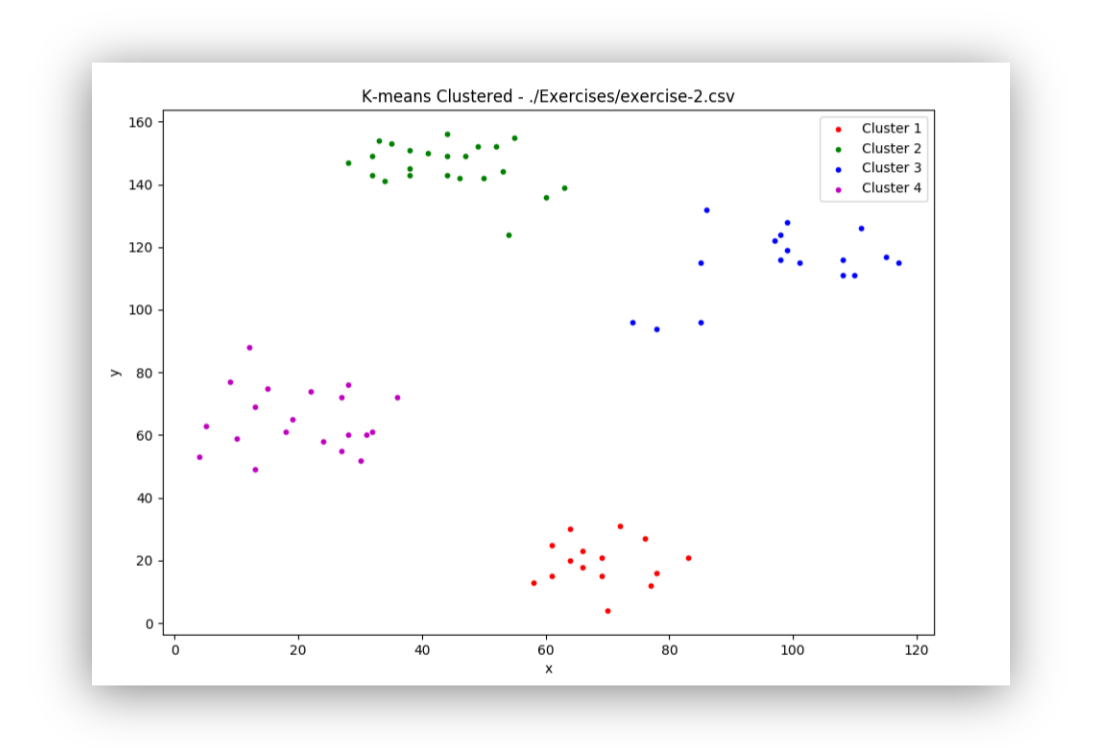 K-means Clustered - ./Exercises/exercise-2.csv
160
140
120
100
80
60
40
20
0
y
Cluster 1
Cluster 2
Cluster 3
Cluster 4
0 20 40 60 80 100 120
x